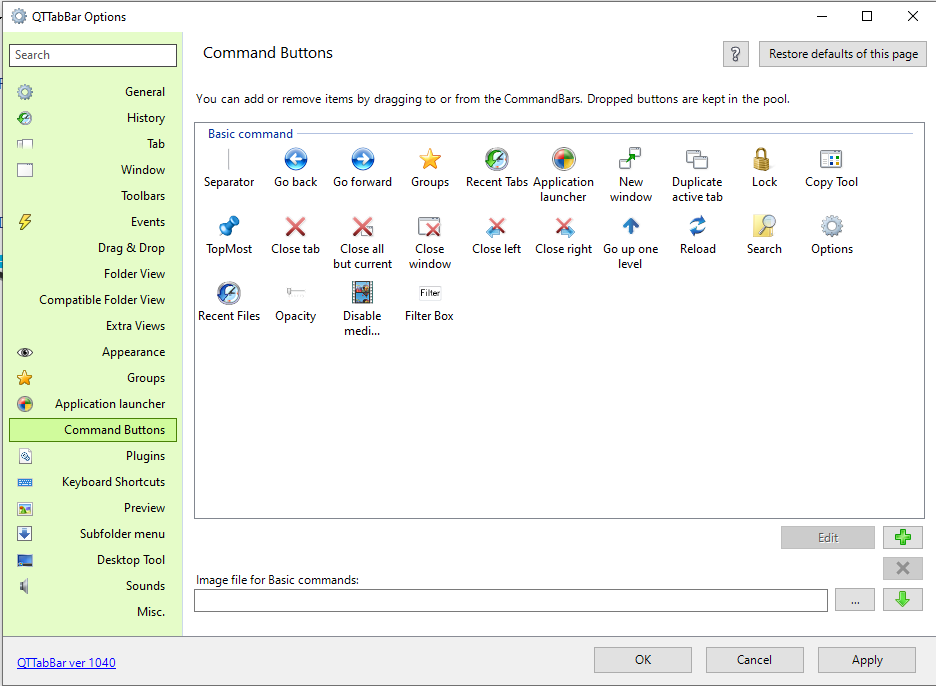 QTTabBar Options
Search
General
History
Tab
Window
Toolbars
Events
Drag & Drop
Folder View
Compatible Folder View
Extra Views
Appearance
Groups
Application launcher
Command Buttons
Plugins
Keyboard Shortcuts
Preview
Subfolder menu
Desktop Tool
Sounds
Misc.
QTTabBar ver 1040
Command Buttons
?
Restore defaults of this page
You can add or remove items by dragging to or from the CommandBars. Dropped buttons are kept in the pool.
Basic command
Separator
Go back
Go forward
Groups
Recent Tabs
Application
launcher
New
window
Duplicate
active tab
Lock
Copy Tool
TopMost
Close tab
Close all
but current
Close
window
Close left
Close right
Go up one
level
Reload
Search
Options
Recent Files
Opacity
Disable
medi...
Filter
Filter Box
Edit
Image file for Basic commands:
...
OK
Cancel
Apply